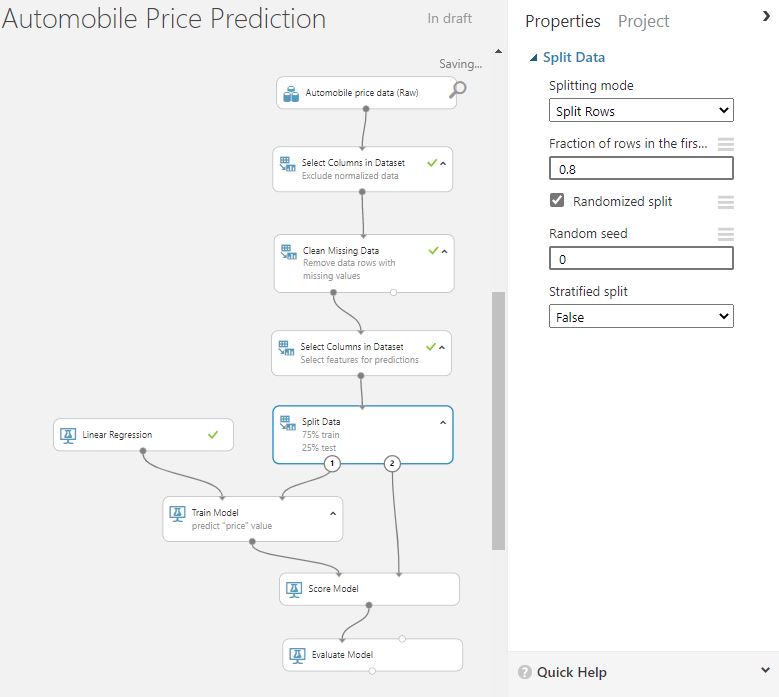 Automobile Price Prediction
In draft
Saving...
Automobile price data (Raw)
Select Columns in Dataset
Exclude normalized data
Clean Missing Data
Remove data rows with
missing values
Select Columns in Dataset
Select features for predictions
Linear Regression
Split Data
75% train
25% test
1
2
Train Model
predict "price" value
Score Model
Evaluate Model
Properties Project
Split Data
Splitting mode
Split Rows
Fraction of rows in the firs...
0.8
Randomized split
Random seed
0
Stratified split
False
Quick Help